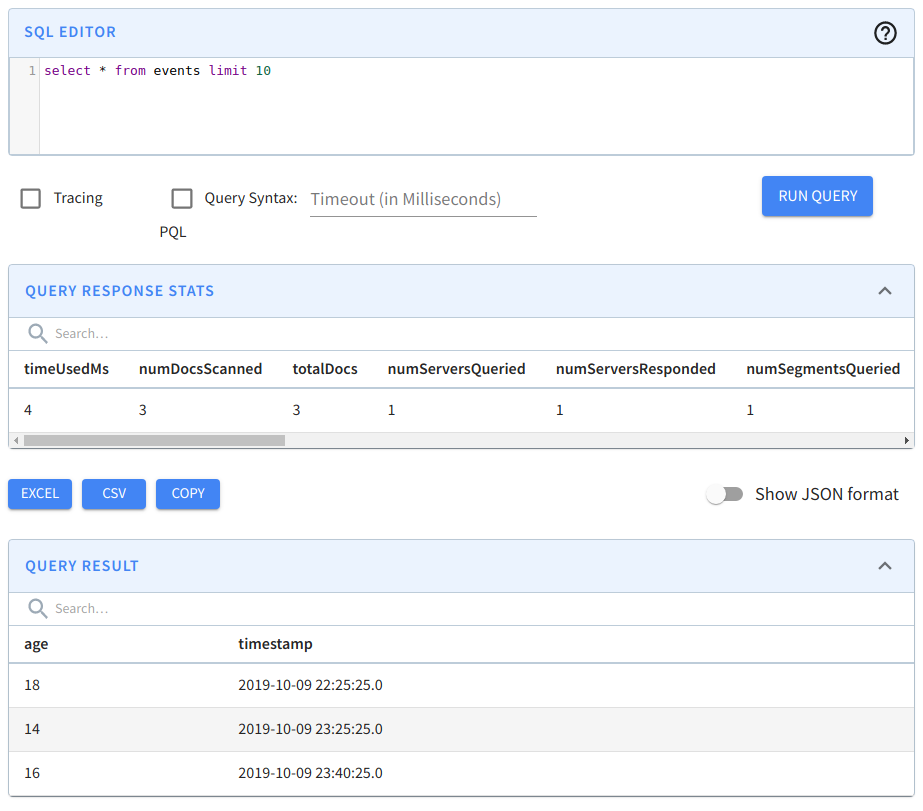 SQL EDITOR
1 select * from events limit 10
Tracing Query Syntax: Timeout (in Milliseconds) RUN QUERY
PQL
QUERY RESPONSE STATS
Search…
timeUsedMs numDocsScanned totalDocs numServersQueried numServersResponded numSegmentsQueried
4 3 3 1 1 1
EXCEL CSV COPY Show JSON format
QUERY RESULT
Search…
age timestamp
18 2019-10-09 22:25:25.0
14 2019-10-09 23:25:25.0
16 2019-10-09 23:40:25.0